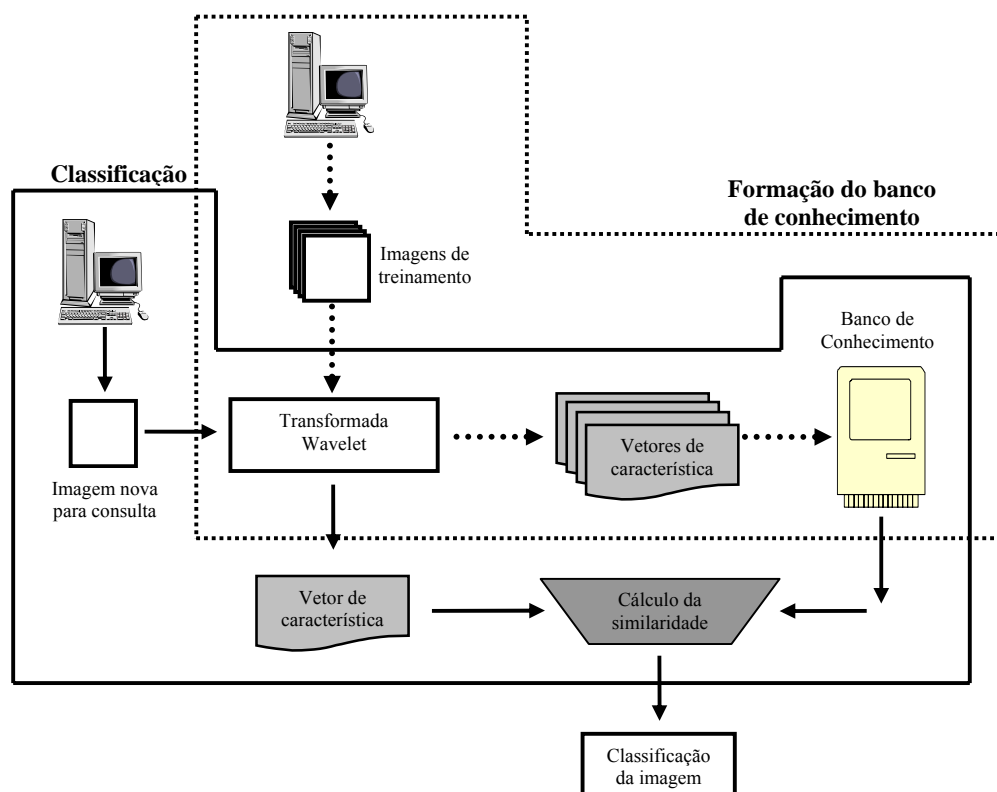 Classificação
Formação do banco
de conhecimento
Imagens de
treinamento
Banco de
Conhecimento
Transformada
Wavelet
Vetores de
característica
Imagem nova
para consulta
Vetor de
característica
Cálculo da
similaridade
Classificação
da imagem